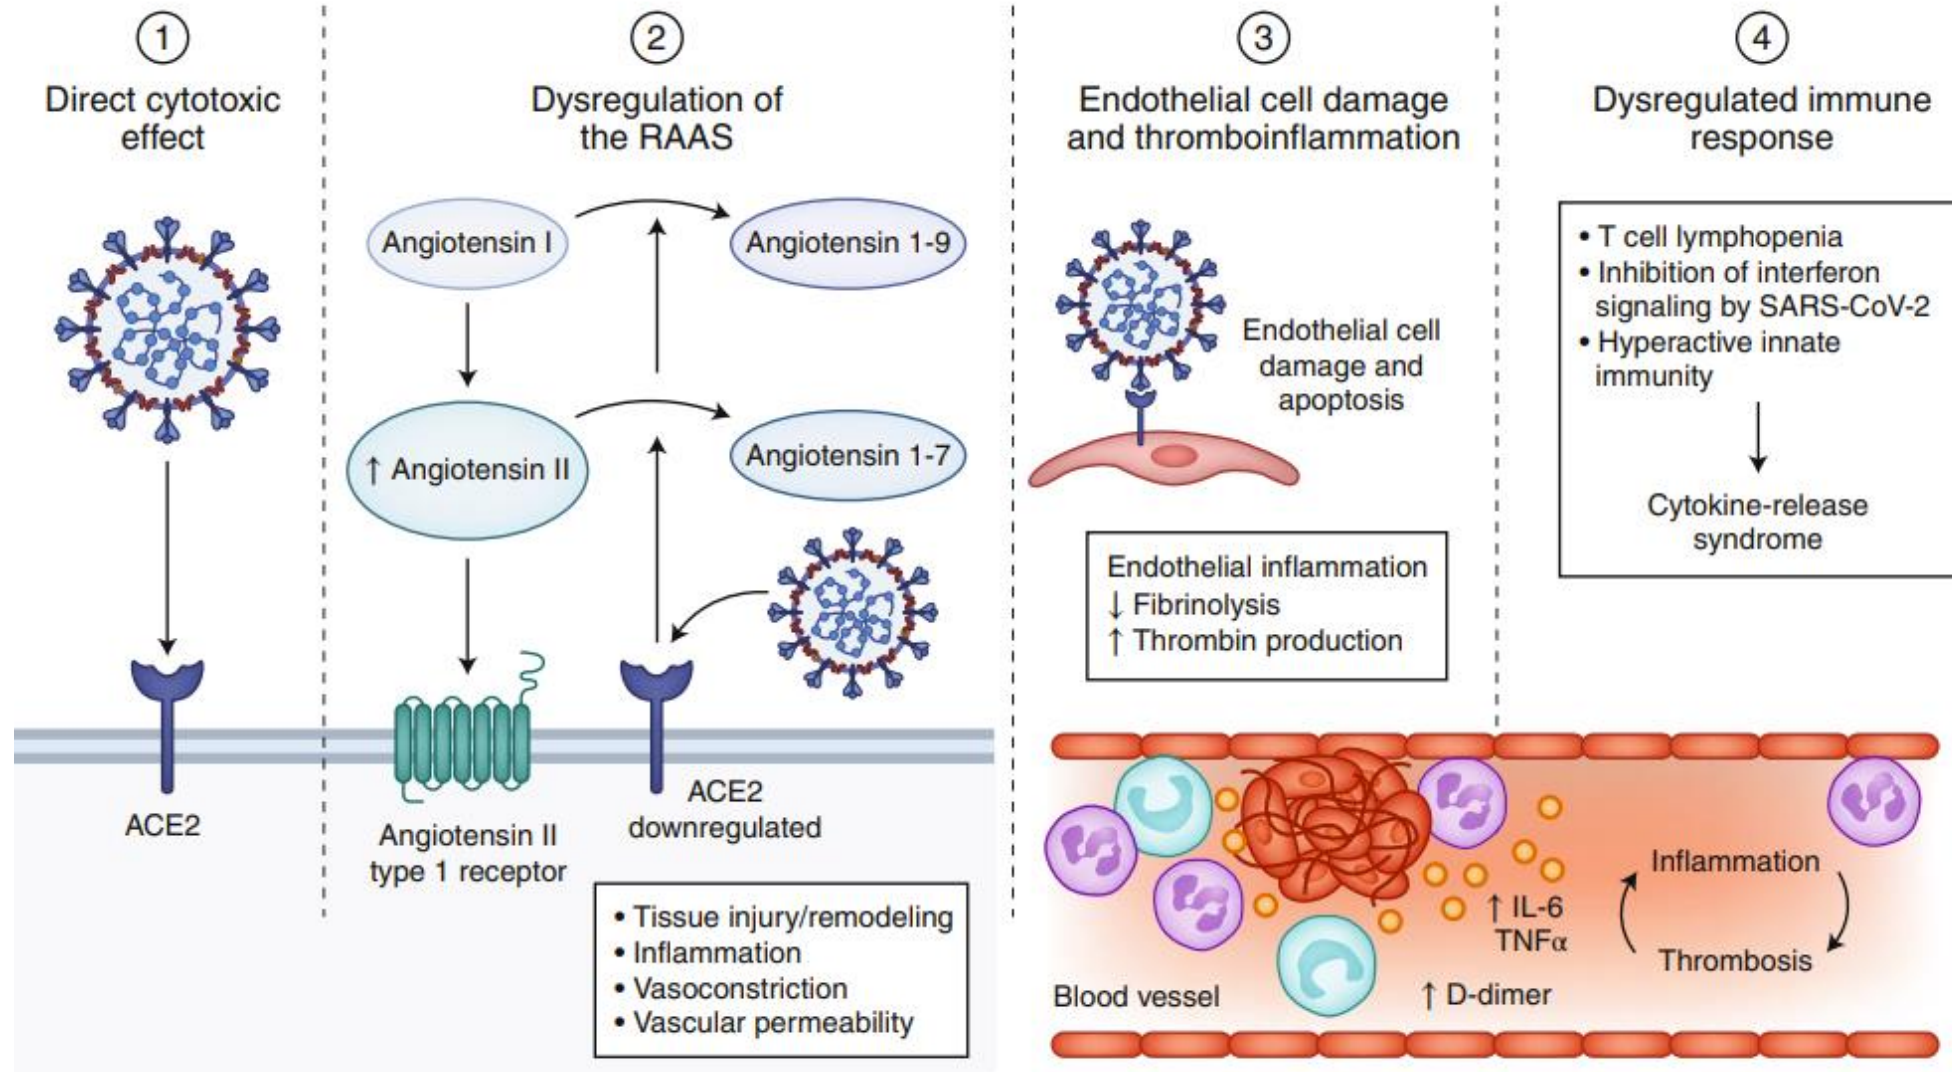 1
Direct cytotoxic
effect
ACE2
2
Dysregulation of
the RAAS
Angiotensin I
Angiotensin 1-9
↑ Angiotensin II
Angiotensin 1-7
Angiotensin II
type 1 receptor
ACE2
downregulated
• Tissue injury/remodeling
• Inflammation
• Vasoconstriction
• Vascular permeability
3
Endothelial cell damage
and thromboinflammation
Endothelial cell
damage and
apoptosis
Endothelial inflammation
↓ Fibrinolysis
↑ Thrombin production
4
Dysregulated immune
response
• T cell lymphopenia
• Inhibition of interferon
signaling by SARS-CoV-2
• Hyperactive innate
immunity
Cytokine-release
syndrome
Inflammation
↑ IL-6
TNFα
Thrombosis
Blood vessel
↑ D-dimer